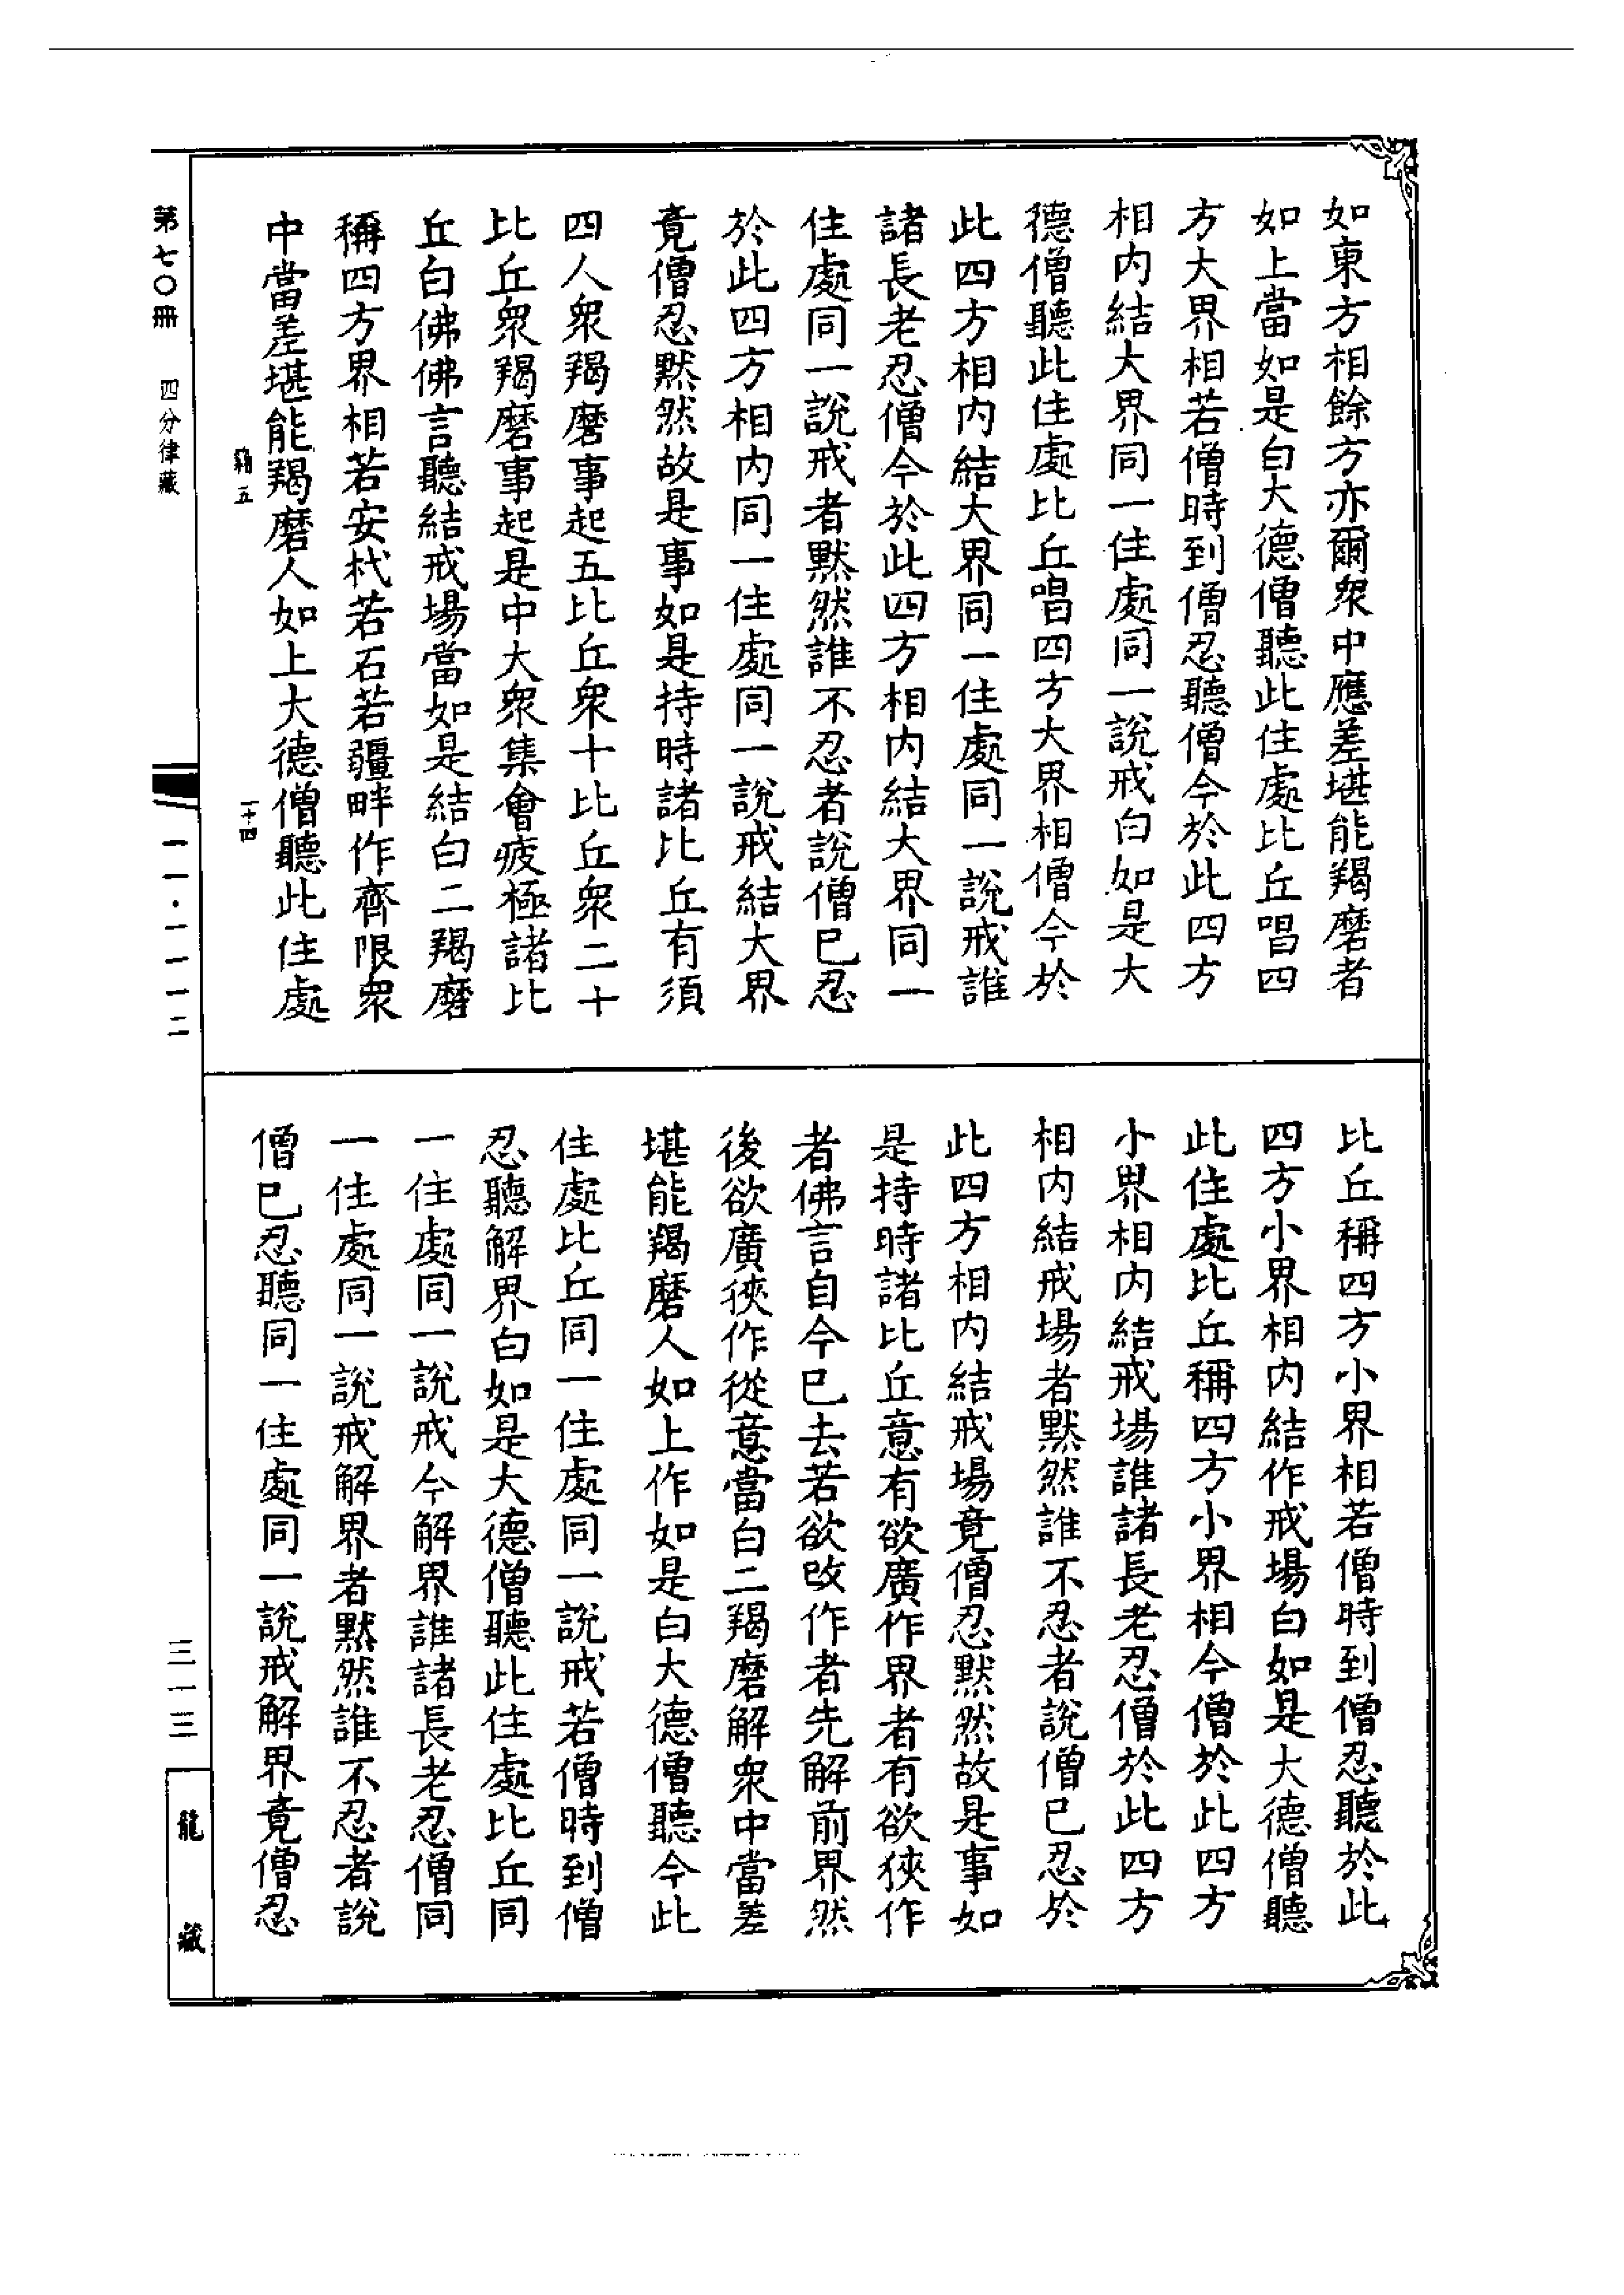 如東方相餘方亦爾衆中應差堪能羯磨者
如上當如是白大德僧聽此住處比丘唱四
方大界相若僧時到僧忍聽僧今於此四方
相内結大界同一住處同一說戒白如是大
德僧聽此住處比丘唱四方大界相僧今於
此四方相内結大界同一住處同一說戒誰
諸長老忍僧今於此四方相内結大界同一
住處同一說戒者默然誰不忍者說僧已忍
於此四方相内同一住處同一說戒結大界
竟僧忍默然故是事如是持時諸比丘有須
四人衆羯磨事起五比丘衆十比丘衆二十
比丘衆羯磨事起是中大衆集會疲極諸比
丘白佛佛言聽結戒場當如是結白二羯磨
稱四方界相若安杙若石若疆畔作齊限衆
中當差堪能羯磨人如上大德僧聽此住處
比丘稱四方小界相若僧時到僧忍聽於此
四方小界相内結作戒場白如是大德僧聽
此住處比丘稱四方小界相今僧於此四方
小界相内結戒場誰諸長老忍僧於此四方
相内結戒場者默然誰不忍者說僧已忍於
此四方相内結戒場竟僧忍默然故是事如
是持時諸比丘意有欲廣作界者有欲狹作
者佛言自今已去若欲改作者先解前界然
後欲廣狹作從意當白二羯磨解衆中當差
堪能羯磨人如上作如是白大德僧聽今此
住處比丘同一住處同一說戒若僧時到僧
忍聽解界白如是大德僧聽此住處比丘同
一住處同一說戒今解界誰諸長老忍僧同
一住處同一說戒解界者默然誰不忍者說
僧已忍聽同一住處同一說戒解界竟僧忍
五
一十四
第七〇冊 四分律藏
一一·一一一二
三一三
龍藏